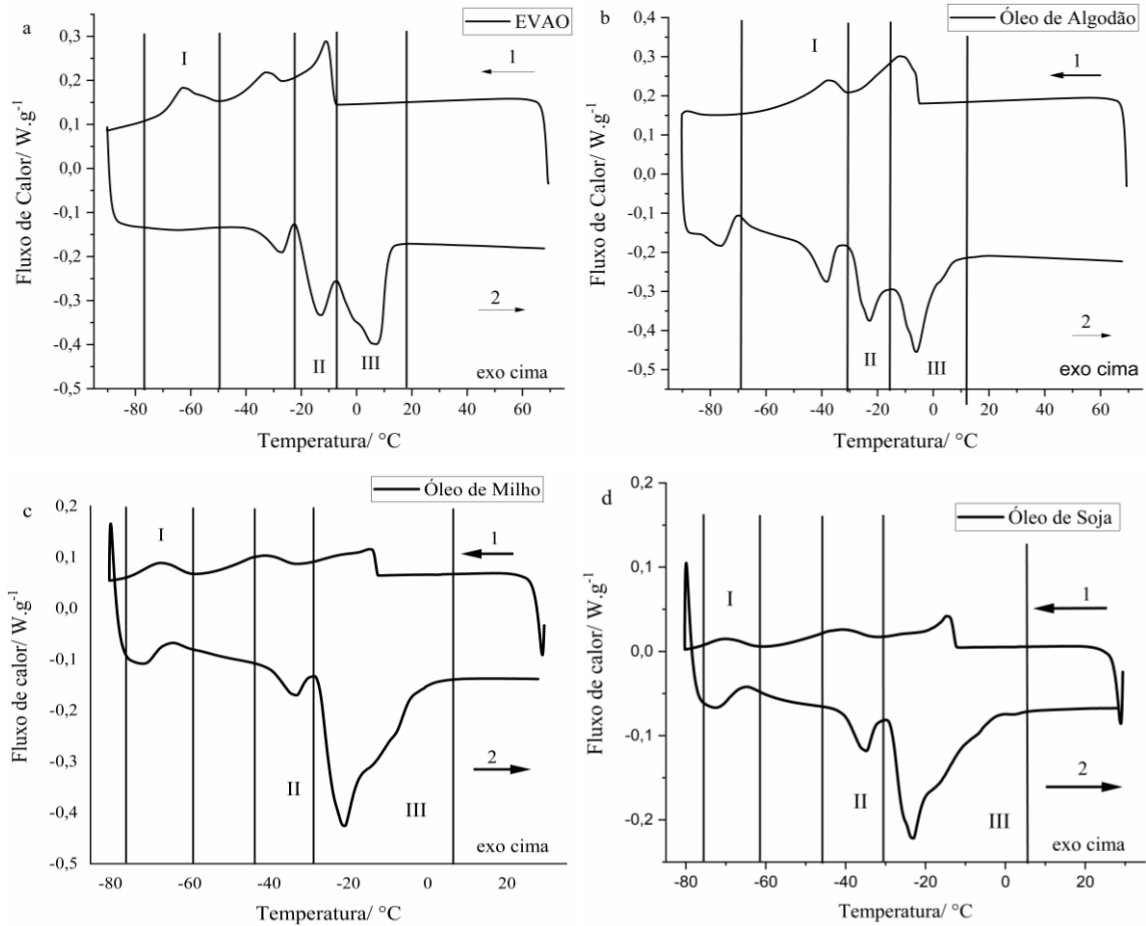 a
EVAO
0,3
0,2
0,1
0,0
-0,1
-0,2
-0,3
-0,4
-0,5
Fluxo de Calor/ W.g⁻¹
I
1
2
II
III
exo cima
-80 -60 -40 -20 0 20 40 60
Temperatura/ °C
b
Óleo de Algodão
0,4
0,3
0,2
0,1
0,0
-0,1
-0,2
-0,3
-0,4
-0,5
Fluxo de Calor/ W.g⁻¹
I
1
2
II
III
exo cima
-80 -60 -40 -20 0 20 40 60
Temperatura/ °C
c
Óleo de Milho
0,2
0,1
0,0
-0,1
-0,2
-0,3
-0,4
-0,5
Fluxo de calor/ W.g⁻¹
I
1
2
II
III
exo cima
-80 -60 -40 -20 0 20
Temperatura/ °C
d
Óleo de Soja
0,2
0,1
0,0
-0,1
-0,2
Fluxo de calor/ W.g⁻¹
I
1
2
II
III
exo cima
-80 -60 -40 -20 0 20
Temperatura/ °C